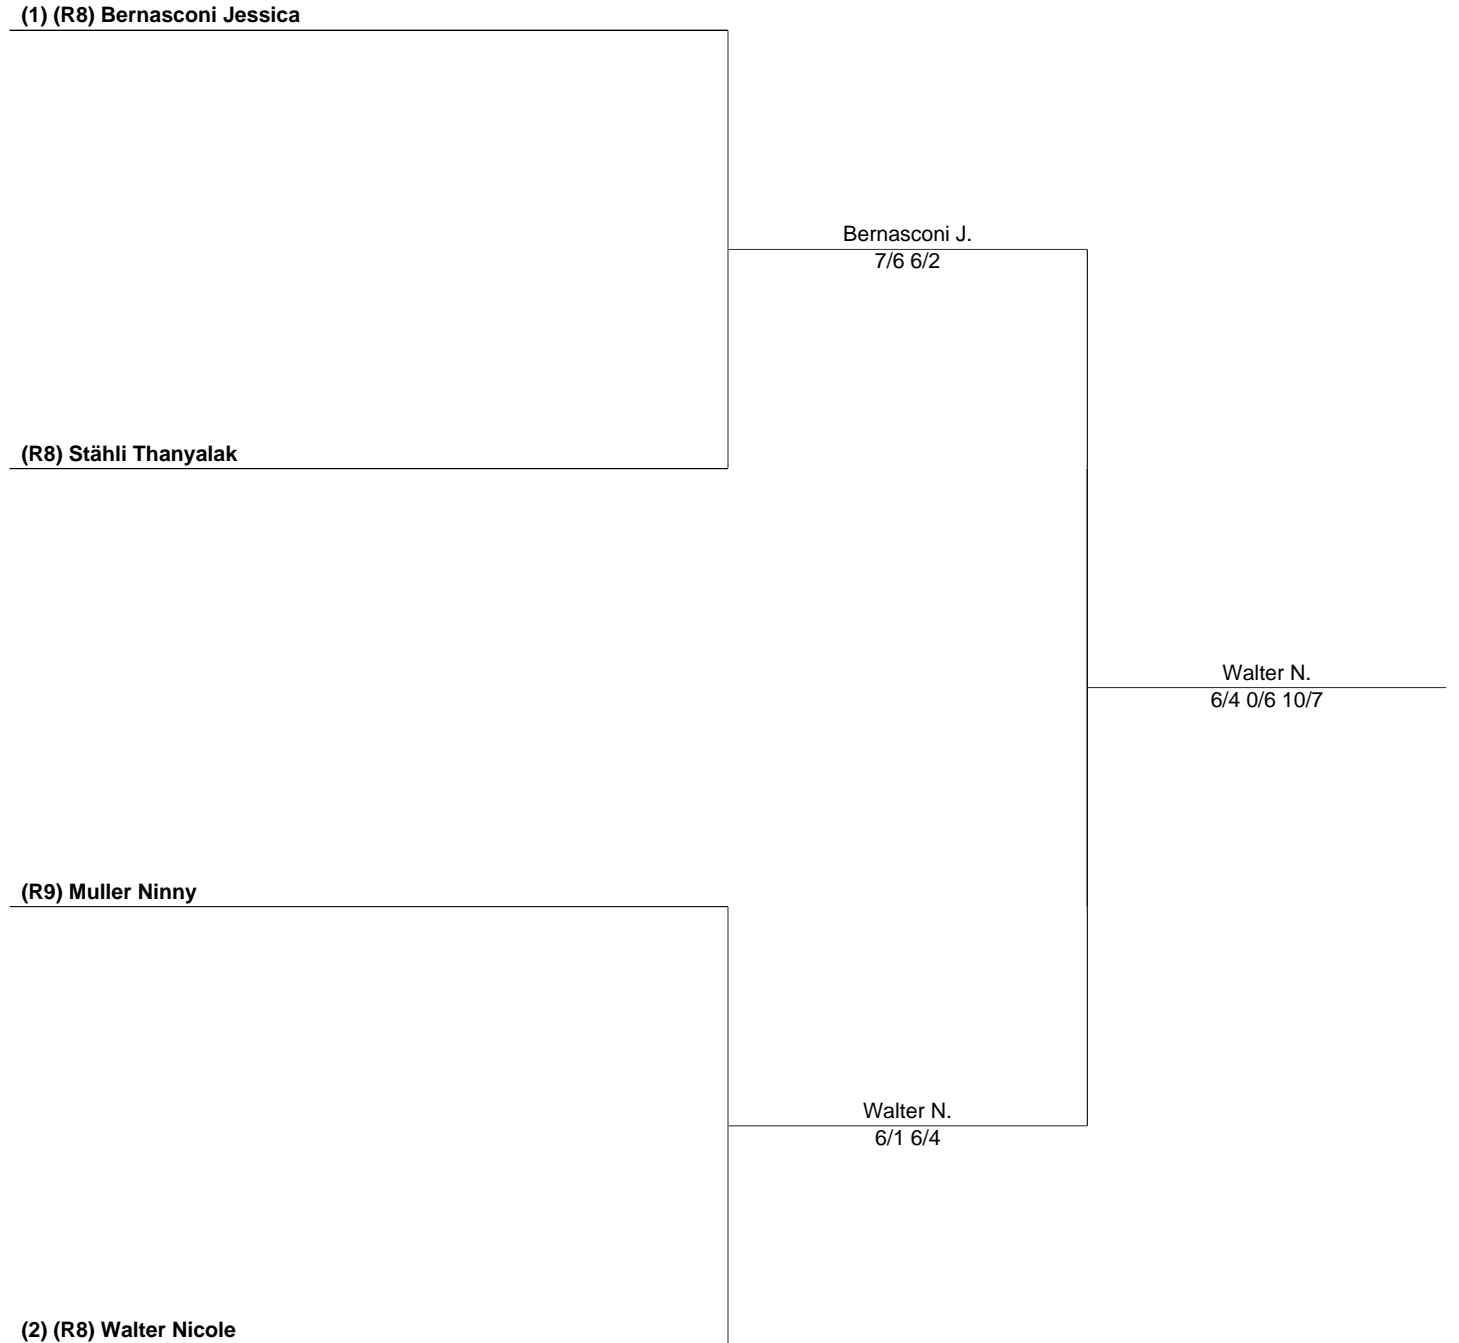 (1) (R8) Bernasconi Jessica
Bernasconi J.
7/6 6/2
(R8) Stähli Thanyalak
Walter N.
6/4 0/6 10/7
(R9) Muller Ninny
Walter N.
6/1 6/4
(2) (R8) Walter Nicole